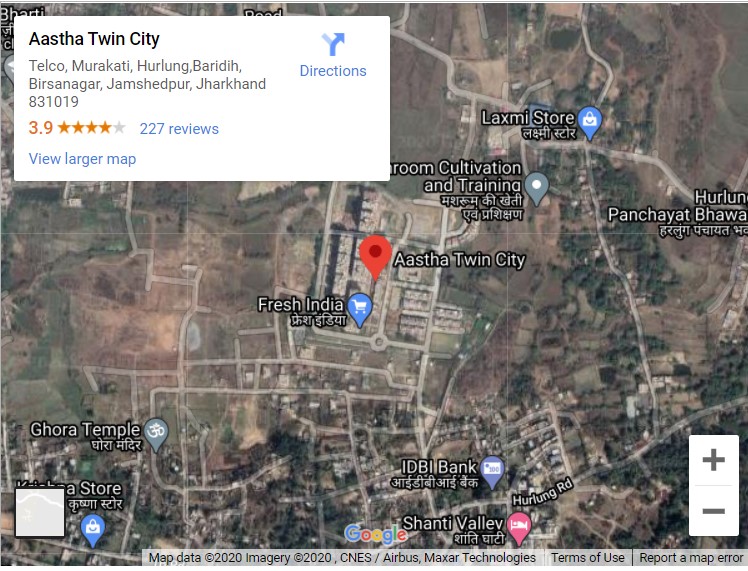 Bharti
Road
Aastha Twin City
Telco, Murakati, Hurlung,Baridih,
Birsanagar, Jamshedpur, Jharkhand
831019
3.9
227 reviews
View larger map
Directions
Laxmi Store
लक्ष्मी स्टोर
room Cultivation
and Training
मशरूम की खेती
एवं प्रशिक्षण
Hurlung
Panchayat Bhawa
हरलुंग पंचायत भव
Aastha Twin City
Fresh India
फ्रेश इंडिया
Ghora Temple
घोरा मंदिर
IDBI Bank
आईडीबीआई बैंक
Hurlung Rd
Krishna Store
कृष्णा स्टोर
Shanti Valley
शांति घाटी
Google
Map data ©2020 Imagery ©2020 , CNES / Airbus, Maxar Technologies
Terms of Use
Report a map error